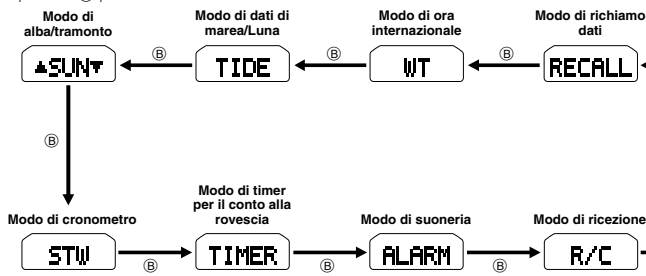 Modo di
alba/tramonto
Modo di dati di
marea/Luna
Modo di ora
internazionale
Modo di richiamo
dati
▲SUN▼
Ⓑ
TIDE
Ⓑ
WT
Ⓑ
RECALL
Ⓑ
Modo di cronometro
Modo di timer
per il conto alla
rovescia
Modo di suoneria
Modo di ricezione
STW
Ⓑ
TIMER
Ⓑ
ALARM
Ⓑ
R/C